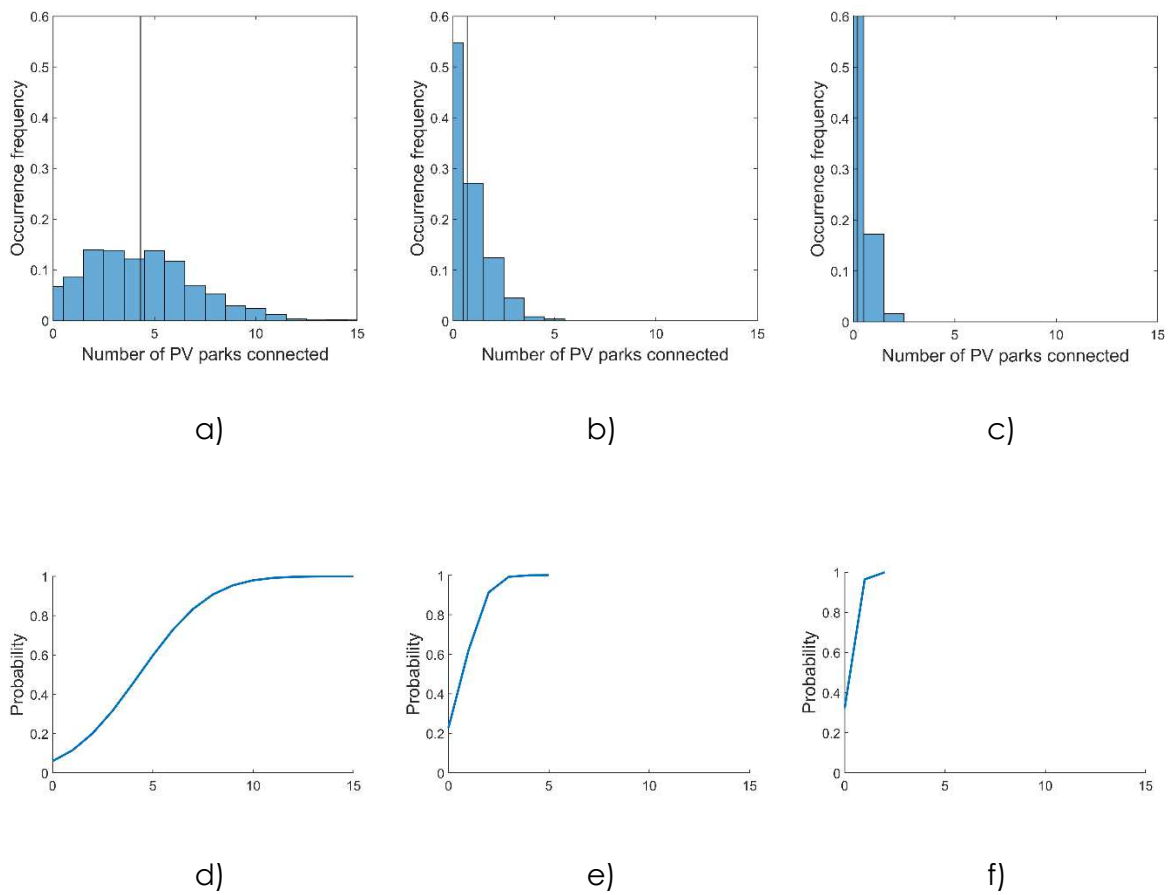 0.6 0.6 0.6
0.5 0.5 0.5
0.4 0.4 0.4
0.3 0.3 0.3
0.2 0.2 0.2
0.1 0.1 0.1
0 0 0
Occurrence frequency Occurrence frequency Occurrence frequency
0 5 10 15 0 5 10 15 0 5 10 15
Number of PV parks connected Number of PV parks connected Number of PV parks connected
a) b) c)
1 1 1
0.8 0.8 0.8
0.6 0.6 0.6
0.4 0.4 0.4
0.2 0.2 0.2
0 0 0
Probability Probability Probability
0 5 10 15 0 5 10 15 0 5 10 15
d) e) f)